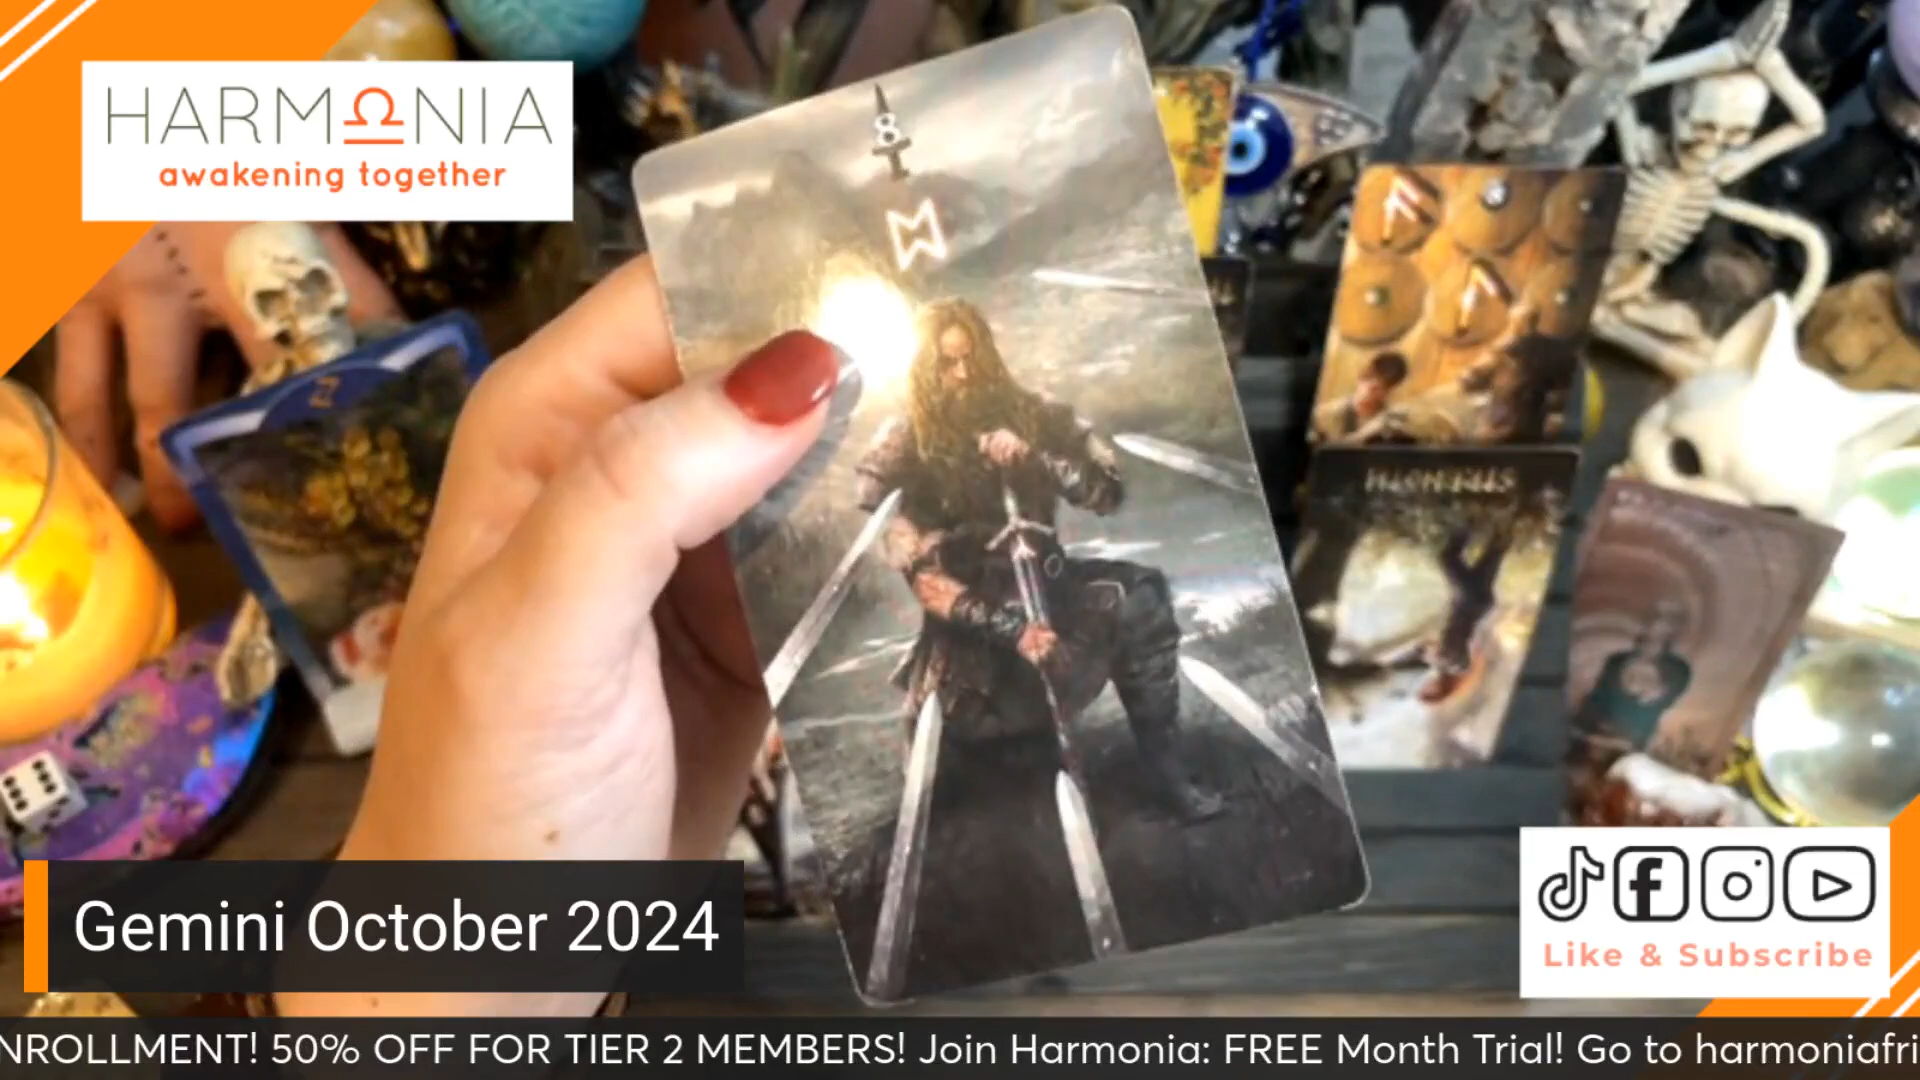 HARMΩNIA
awakening together
8
ᛞ
Gemini October 2024
Like & Subscribe
NROLLMENT! 50% OFF FOR TIER 2 MEMBERS! Join Harmonia: FREE Month Trial! Go to harmoniafri